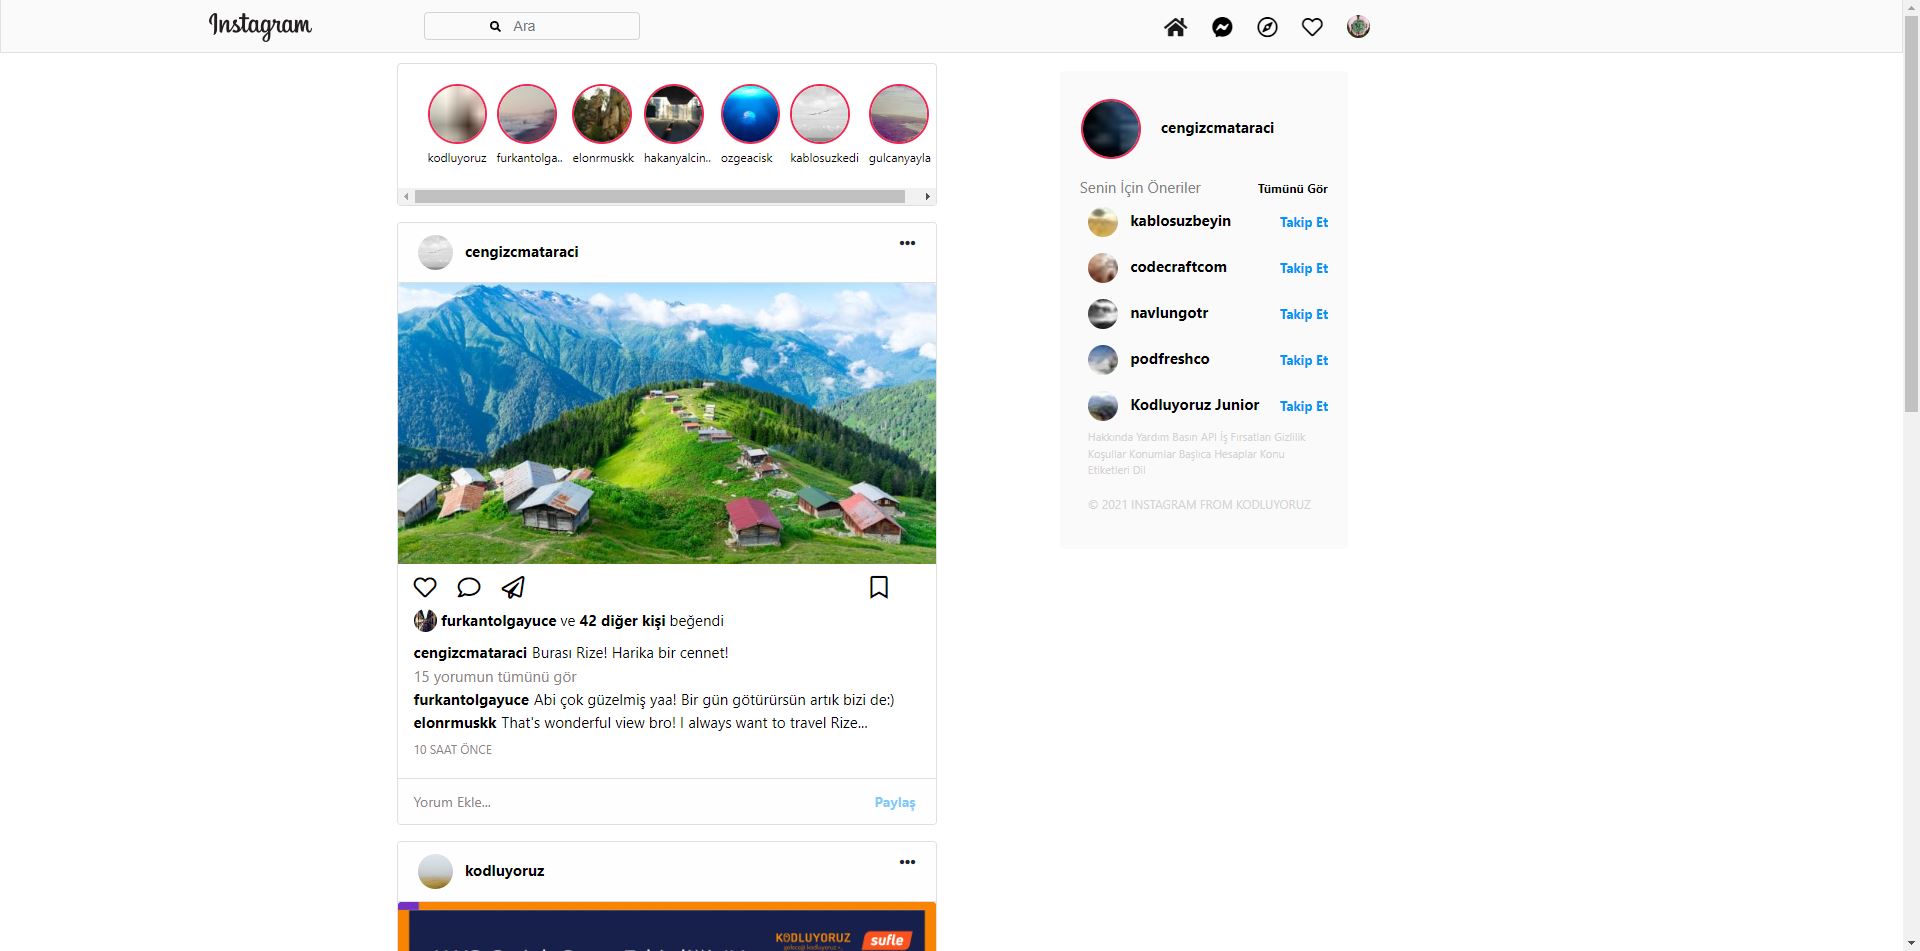 Instagram
Ara
kodluyoruz furkantolga.. elonrmuskk hakanyalcin.. ozgeacisk kablosuzkedi gulcanyayla
cengizcmataraci
furkantolgayuce ve 42 diğer kişi beğendi
cengizcmataraci Burası Rize! Harika bir cennet!
15 yorumun tümünü gör
furkantolgayuce Abi çok güzelmiş yaa! Bir gün götürürsün artık bizi de:)
elonrmuskk That's wonderful view bro! I always want to travel Rize...
10 SAAT ÖNCE
Yorum Ekle... Paylaş
kodluyoruz
KODLUYORUZ
geleceği kodluyoruz
sufle
cengizcmataraci
Senin İçin Öneriler Tümünü Gör
kablosuzbeyin Takip Et
codecraftcom Takip Et
navlungotr Takip Et
podfreshco Takip Et
Kodluyoruz Junior Takip Et
Hakkında Yardım Basın API İş Fırsatları Gizlilik
Koşullar Konumlar Başlıca Hesaplar Konu
Etiketleri Dil
© 2021 INSTAGRAM FROM KODLUYORUZ